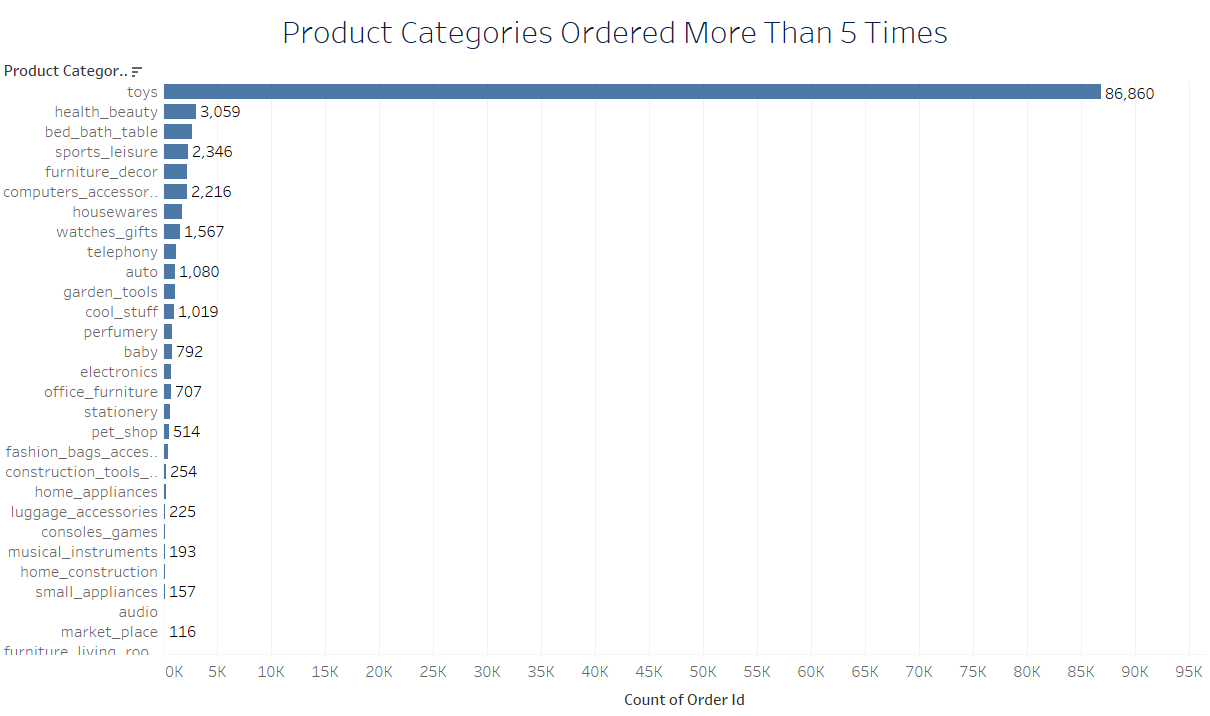 Product Categories Ordered More Than 5 Times
Product Categor..
toys 86,860
health_beauty 3,059
bed_bath_table
sports_leisure 2,346
furniture_decor
computers_accessor.. 2,216
housewares
watches_gifts 1,567
telephony
auto 1,080
garden_tools
cool_stuff 1,019
perfumery
baby 792
electronics
office_furniture 707
stationery
pet_shop 514
fashion_bags_acces..
construction_tools_.. 254
home_appliances
luggage_accessories 225
consoles_games
musical_instruments 193
home_construction
small_appliances 157
audio
market_place 116
furniture_living_roo..
0K 5K 10K 15K 20K 25K 30K 35K 40K 45K 50K 55K 60K 65K 70K 75K 80K 85K 90K 95K
Count of Order Id